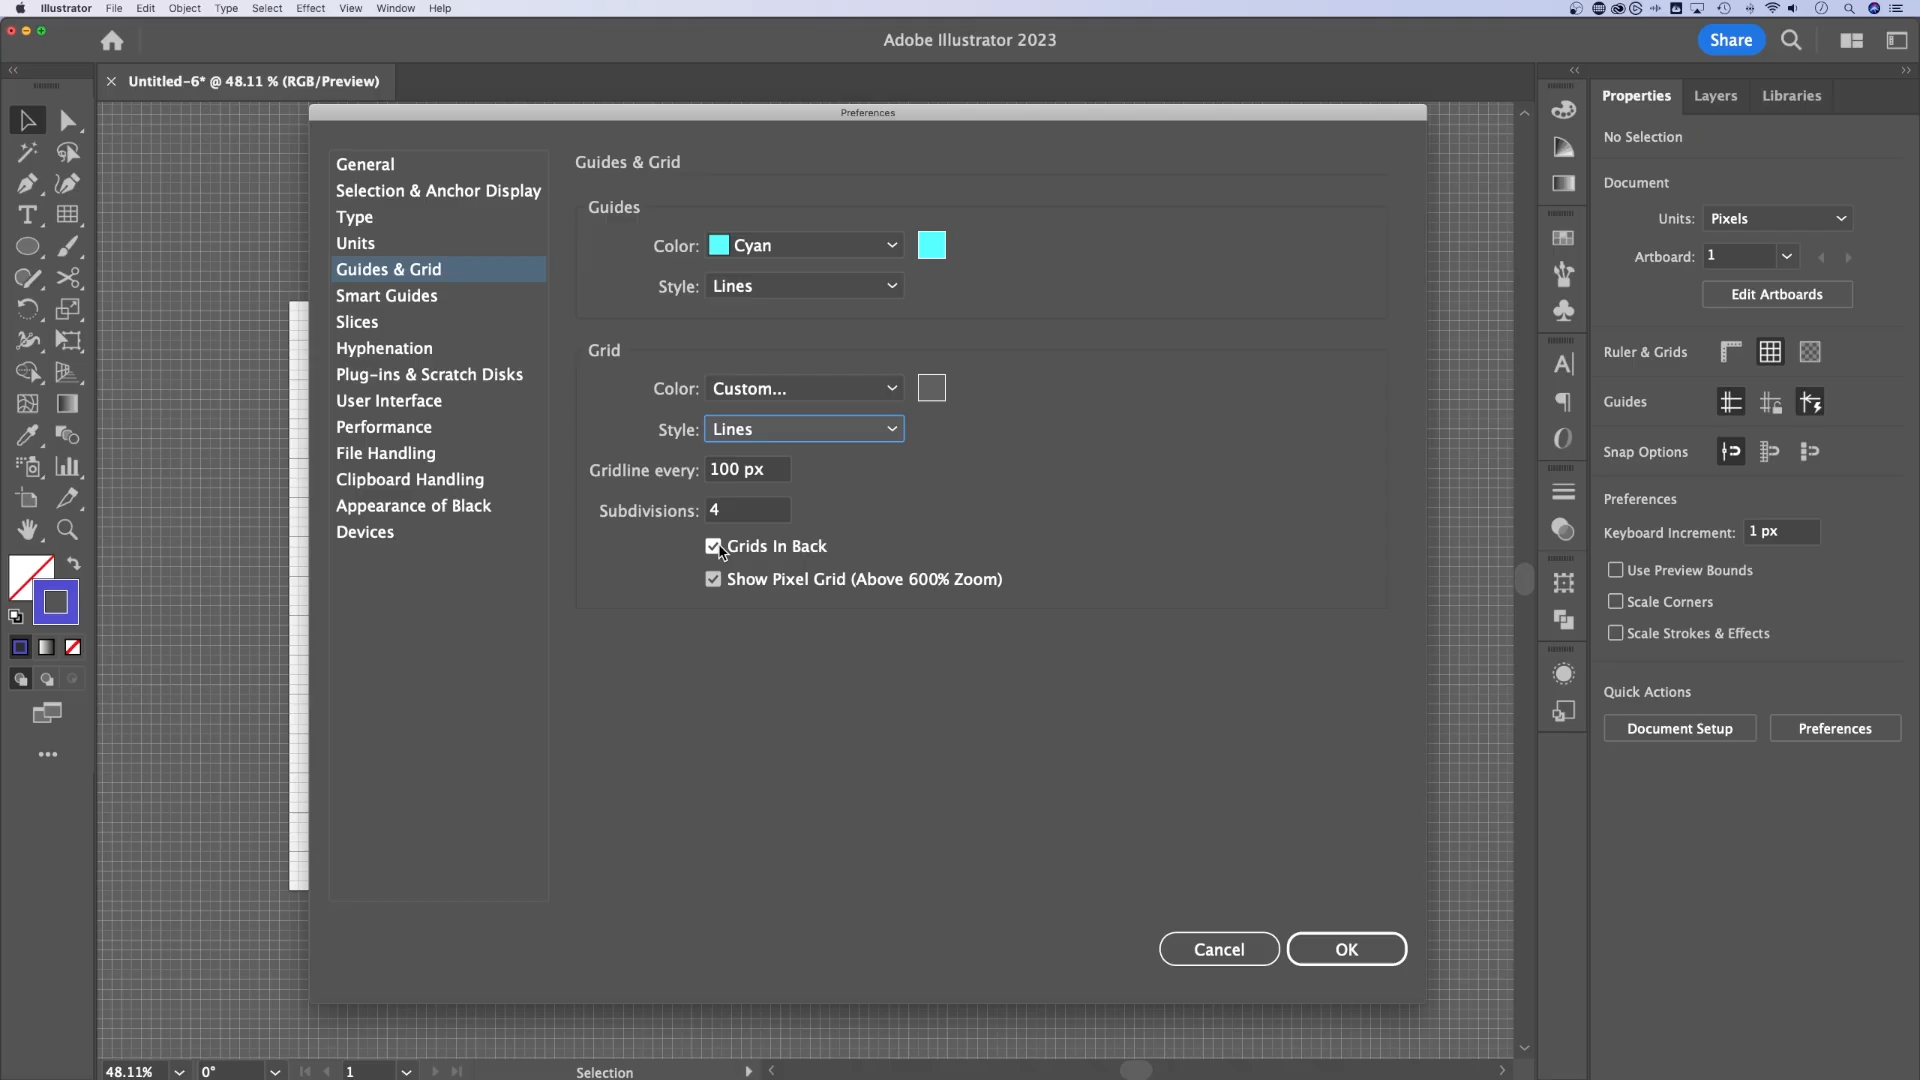 Illustrator File Edit Object Type Select Effect View Window Help
Adobe Illustrator 2023
Share
× Untitled-6* @ 48.11 % (RGB/Preview)
Preferences
General
Selection & Anchor Display
Type
Units
Guides & Grid
Smart Guides
Slices
Hyphenation
Plug-ins & Scratch Disks
User Interface
Performance
File Handling
Clipboard Handling
Appearance of Black
Devices
Guides & Grid
Guides
Color: Cyan
Style: Lines
Grid
Color: Custom...
Style: Lines
Gridline every: 100 px
Subdivisions: 4
Grids In Back
Show Pixel Grid (Above 600% Zoom)
Cancel OK
Properties Layers Libraries
No Selection
Document
Units: Pixels
Artboard: 1
Edit Artboards
Ruler & Grids
Guides
Snap Options
Preferences
Keyboard Increment: 1 px
Use Preview Bounds
Scale Corners
Scale Strokes & Effects
Quick Actions
Document Setup Preferences
48.11% 0° 1 Selection